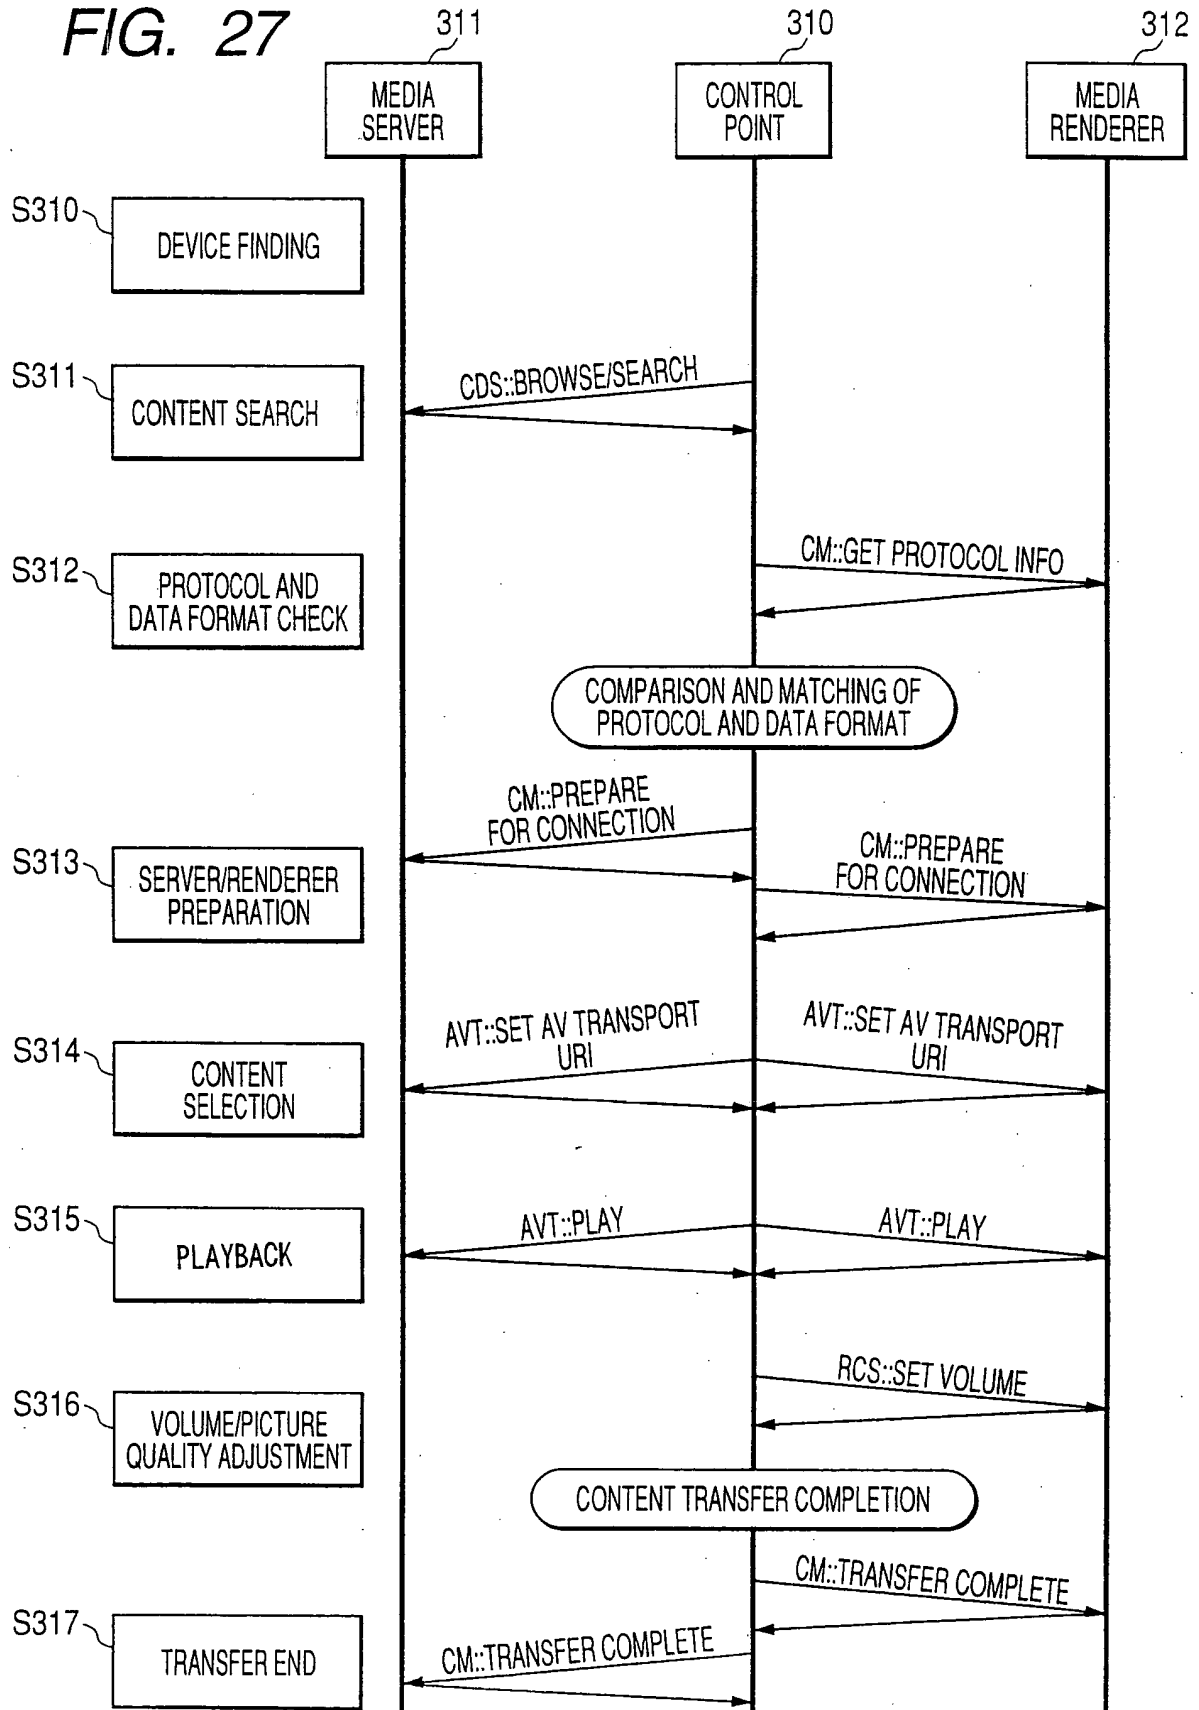 FIG. 27
311
310
312
MEDIA
SERVER
CONTROL
POINT
MEDIA
RENDERER
S310
DEVICE FINDING
S311
CONTENT SEARCH
CDS::BROWSE/SEARCH
S312
PROTOCOL AND
DATA FORMAT CHECK
CM::GET PROTOCOL INFO
COMPARISON AND MATCHING OF
PROTOCOL AND DATA FORMAT
S313
SERVER/RENDERER
PREPARATION
CM::PREPARE
FOR CONNECTION
CM::PREPARE
FOR CONNECTION
S314
CONTENT
SELECTION
AVT::SET AV TRANSPORT
URI
AVT::SET AV TRANSPORT
URI
S315
PLAYBACK
AVT::PLAY
AVT::PLAY
S316
VOLUME/PICTURE
QUALITY ADJUSTMENT
RCS::SET VOLUME
CONTENT TRANSFER COMPLETION
CM::TRANSFER COMPLETE
S317
TRANSFER END
CM::TRANSFER COMPLETE